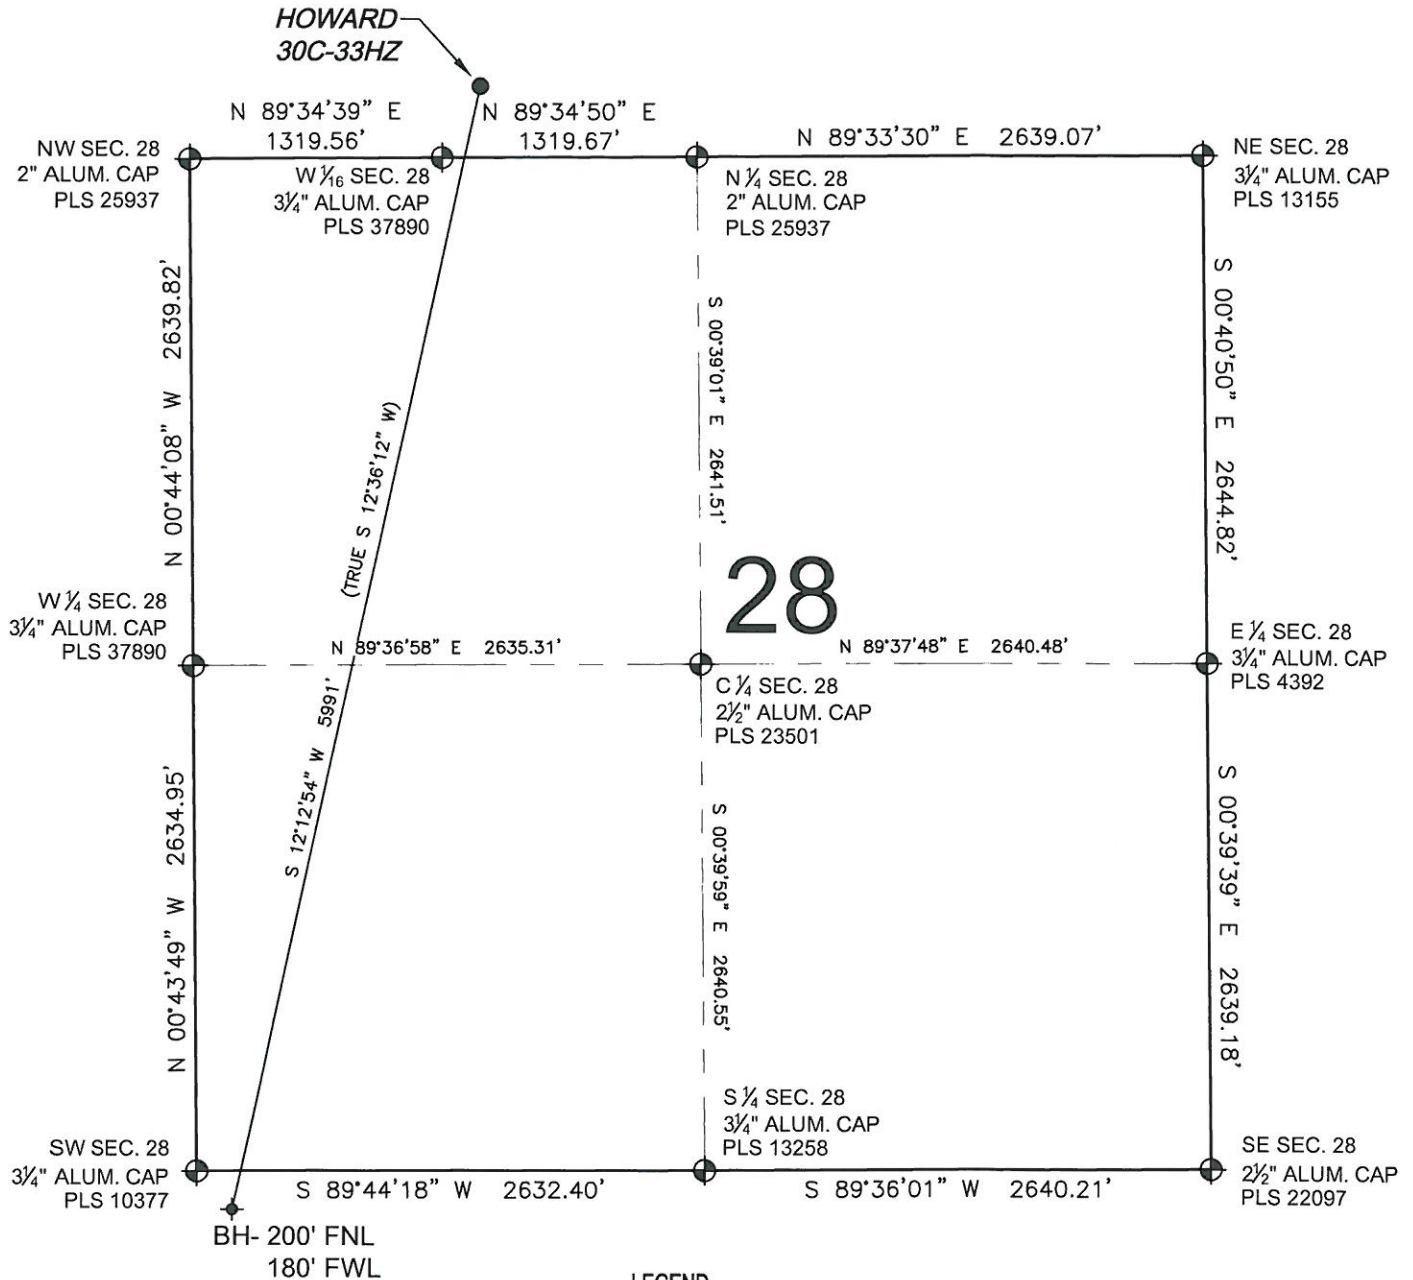 HOWARD
30C-33HZ
N 89°34'39" E
1319.56'
N 89°34'50" E
1319.67'
N 89°33'30" E 2639.07'
NW SEC. 28
2" ALUM. CAP
PLS 25937
W 1/16 SEC. 28
3¼" ALUM. CAP
PLS 37890
N ¼ SEC. 28
2" ALUM. CAP
PLS 25937
NE SEC. 28
3¼" ALUM. CAP
PLS 13155
N 00°44'08" W 2639.82'
(TRUE S 12°36'12" W)
S 00°39'01" E 2641.51'
S 00°40'50" E 2644.82'
28
W ¼ SEC. 28
3¼" ALUM. CAP
PLS 37890
N 89°36'58" E 2635.31'
N 89°37'48" E 2640.48'
E ¼ SEC. 28
3¼" ALUM. CAP
PLS 4392
C ¼ SEC. 28
2½" ALUM. CAP
PLS 23501
S 12°12'54" W 5991'
N 00°43'49" W 2634.95'
S 00°39'59" E 2640.55'
S 00°39'39" E 2639.18'
SW SEC. 28
3¼" ALUM. CAP
PLS 10377
S ¼ SEC. 28
3¼" ALUM. CAP
PLS 13258
SE SEC. 28
2½" ALUM. CAP
PLS 22097
S 89°44'18" W 2632.40'
S 89°36'01" W 2640.21'
BH- 200' FNL
180' FWL
LEGEND